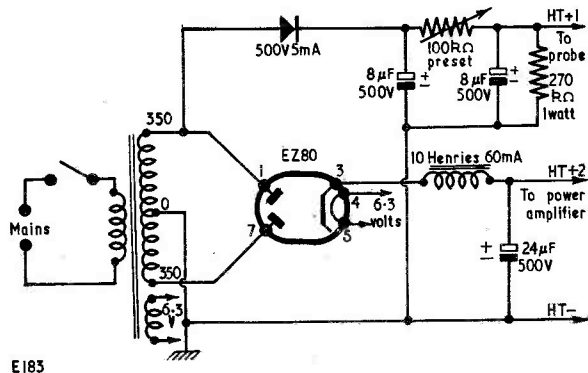 500V 5mA
100kΩ
preset
HT+1
To
probe
8μF
500V
+
−
8μF
500V
+
−
270
kΩ
1 watt
350
0
350
Mains
6·3
V
EZ80
1
7
3
4
5
6·3
volts
10 Henries 60mA
HT+2
To power
amplifier
+
−
24μF
500V
HT-
E183